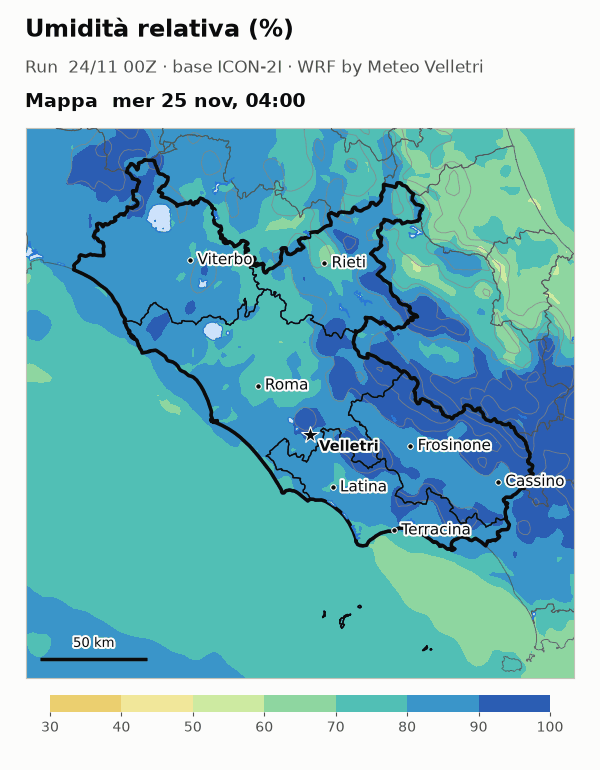 Umidità relativa (%)
Run  24/11 00Z · base ICON-2I · WRF by Meteo Velletri
Mappa  mer 25 nov, 04:00
Viterbo
Rieti
Roma
Velletri
Frosinone
Cassino
Latina
Terracina
50 km
30 40 50 60 70 80 90 100